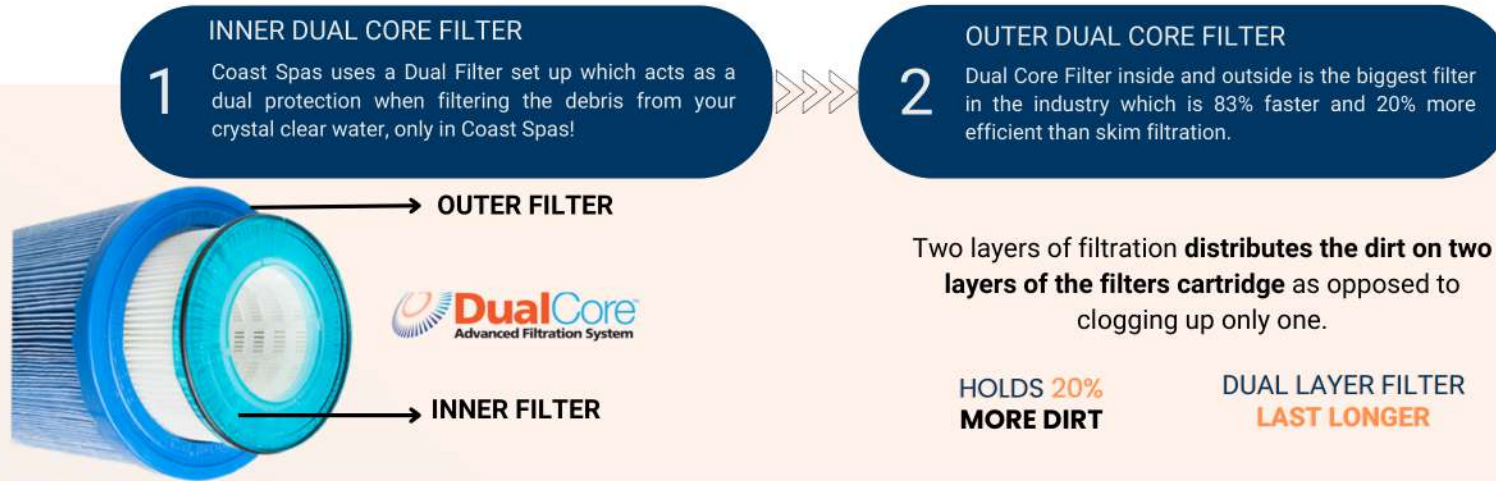 INNER DUAL CORE FILTER
1
Coast Spas uses a Dual Filter set up which acts as a
dual protection when filtering the debris from your
crystal clear water, only in Coast Spas!
OUTER DUAL CORE FILTER
2
Dual Core Filter inside and outside is the biggest filter
in the industry which is 83% faster and 20% more
efficient than skim filtration.
OUTER FILTER
DualCore™
Advanced Filtration System
INNER FILTER
Two layers of filtration distributes the dirt on two
layers of the filters cartridge as opposed to
clogging up only one.
HOLDS 20%
MORE DIRT
DUAL LAYER FILTER
LAST LONGER